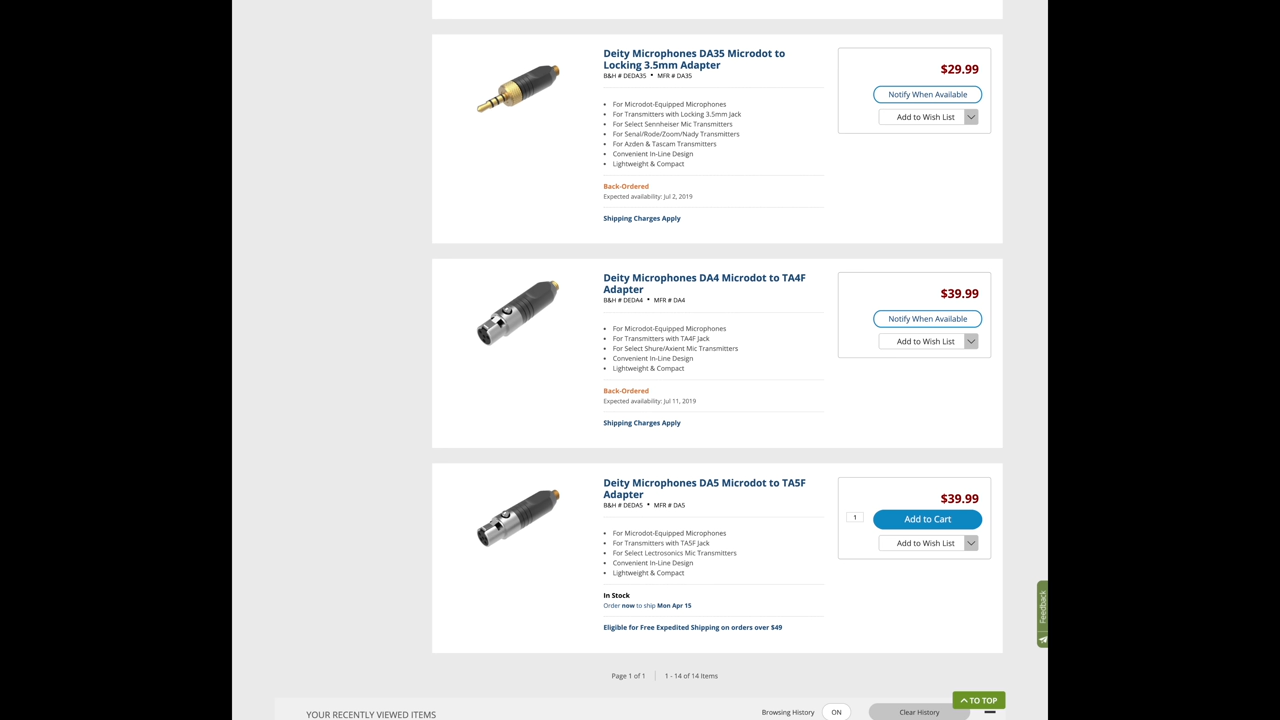 Deity Microphones DA35 Microdot to
Locking 3.5mm Adapter
B&H # DEDA35 • MFR # DA35
• For Microdot-Equipped Microphones
• For Transmitters with Locking 3.5mm Jack
• For Select Sennheiser Mic Transmitters
• For Senal/Rode/Zoom/Nady Transmitters
• For Azden & Tascam Transmitters
• Convenient In-Line Design
• Lightweight & Compact
Back-Ordered
Expected availability: Jul 2, 2019
Shipping Charges Apply
$29.99
Notify When Available
Add to Wish List
Deity Microphones DA4 Microdot to TA4F
Adapter
B&H # DEDA4 • MFR # DA4
• For Microdot-Equipped Microphones
• For Transmitters with TA4F Jack
• For Select Shure/Axient Mic Transmitters
• Convenient In-Line Design
• Lightweight & Compact
Back-Ordered
Expected availability: Jul 11, 2019
Shipping Charges Apply
$39.99
Notify When Available
Add to Wish List
Deity Microphones DA5 Microdot to TA5F
Adapter
B&H # DEDA5 • MFR # DA5
• For Microdot-Equipped Microphones
• For Transmitters with TA5F Jack
• For Select Lectrosonics Mic Transmitters
• Convenient In-Line Design
• Lightweight & Compact
In Stock
Order now to ship Mon Apr 15
Eligible for Free Expedited Shipping on orders over $49
$39.99
1 Add to Cart
Add to Wish List
Feedback
Page 1 of 1 | 1 - 14 of 14 Items
TO TOP
YOUR RECENTLY VIEWED ITEMS
Browsing History ON Clear History